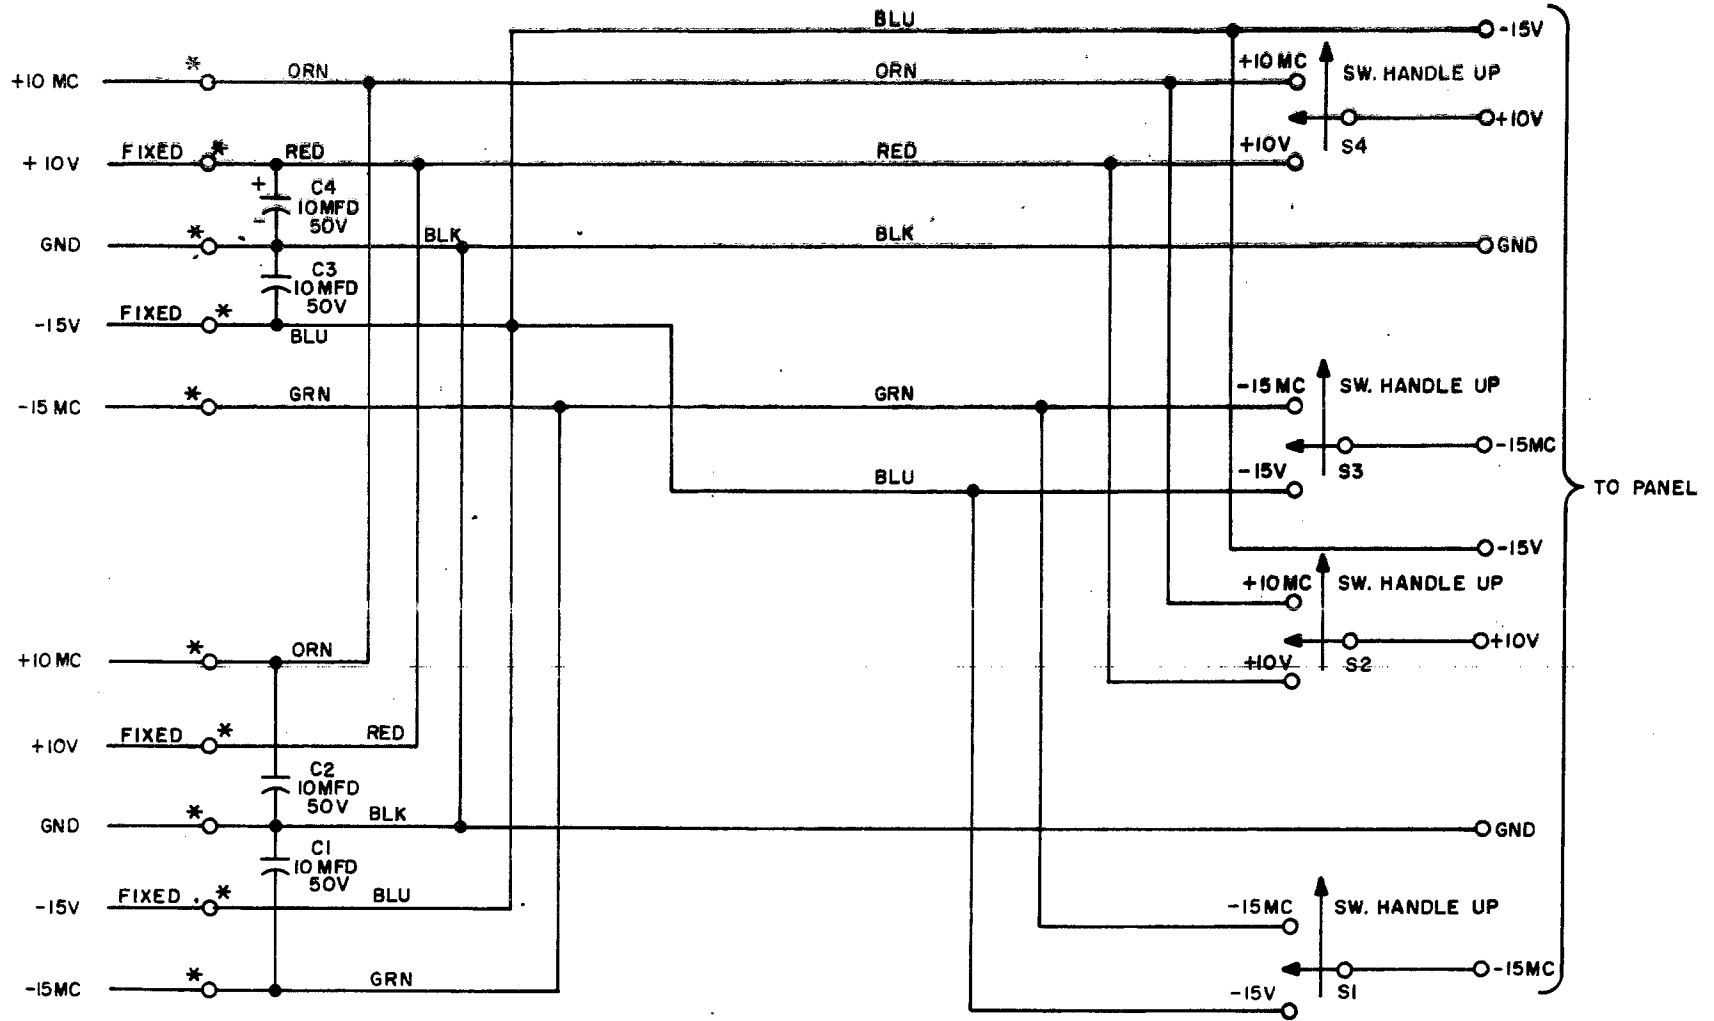 BLU
-15V
+10 MC
*
ORN
ORN
+10 MC
SW. HANDLE UP
+10V
+10V
FIXED
*
RED
RED
+10V
S4
+
C4
10MFD
50V
-
GND
*
BLK
BLK
GND
C3
10MFD
50V
-15V
FIXED
*
BLU
-15 MC
*
GRN
GRN
-15 MC
SW. HANDLE UP
-15MC
BLU
-15V
S3
TO PANEL
-15V
+10MC
SW. HANDLE UP
+10V
+10V
S2
+10 MC
*
ORN
+10V
FIXED
*
RED
C2
10MFD
50V
GND
*
BLK
GND
C1
10 MFD
50V
-15V
FIXED
*
BLU
-15MC
SW. HANDLE UP
-15MC
-15V
S1
-15MC
*
GRN